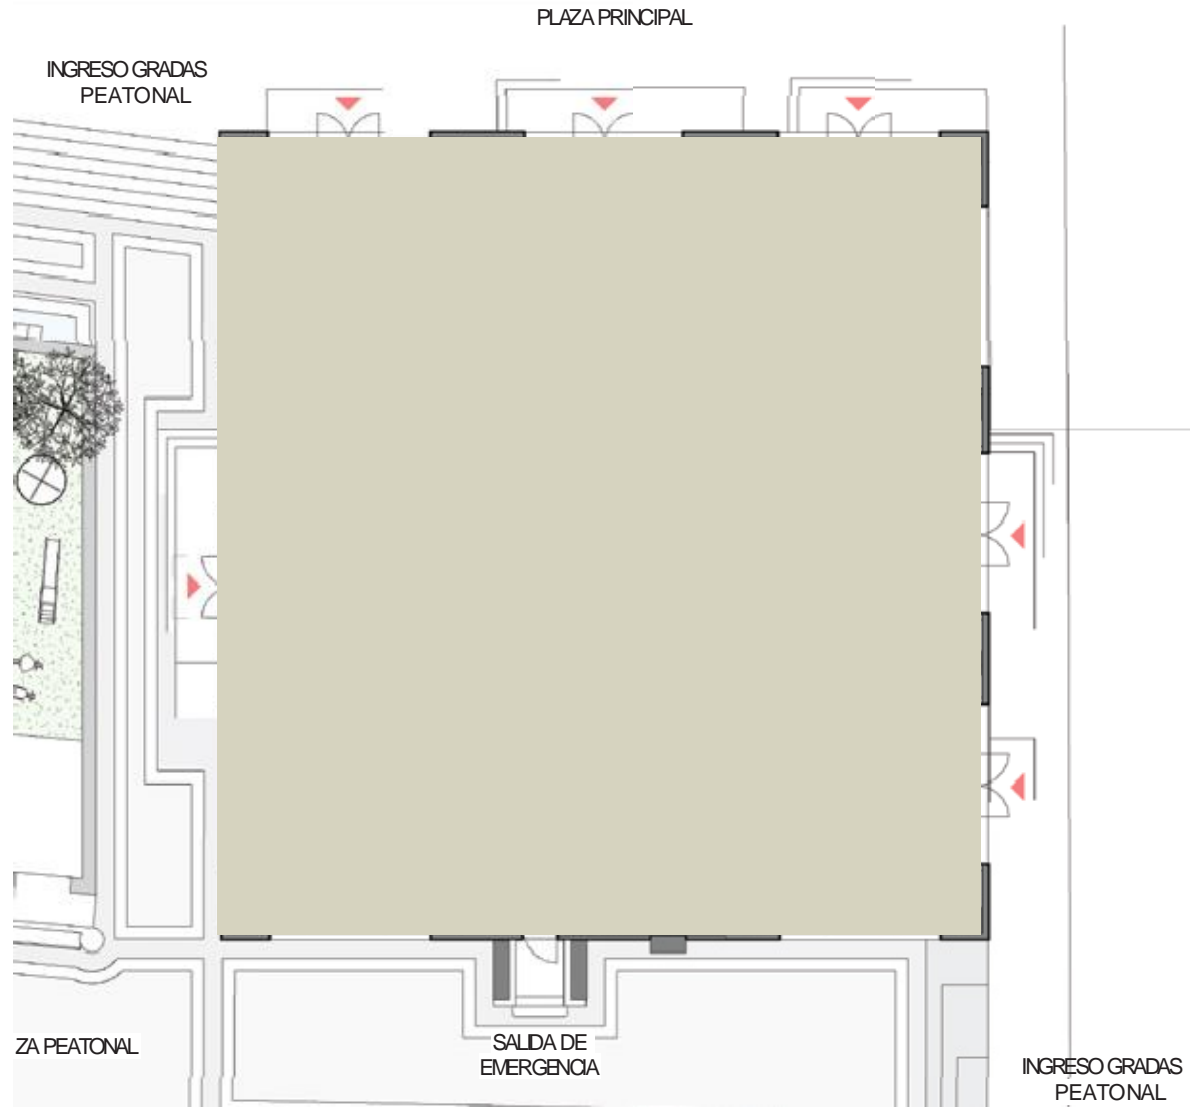 PLAZA PRINCIPAL
INGRESO GRADAS
PEATONAL
ZA PEATONAL
SALIDA DE
EMERGENCIA
INGRESO GRADAS
PEATONAL